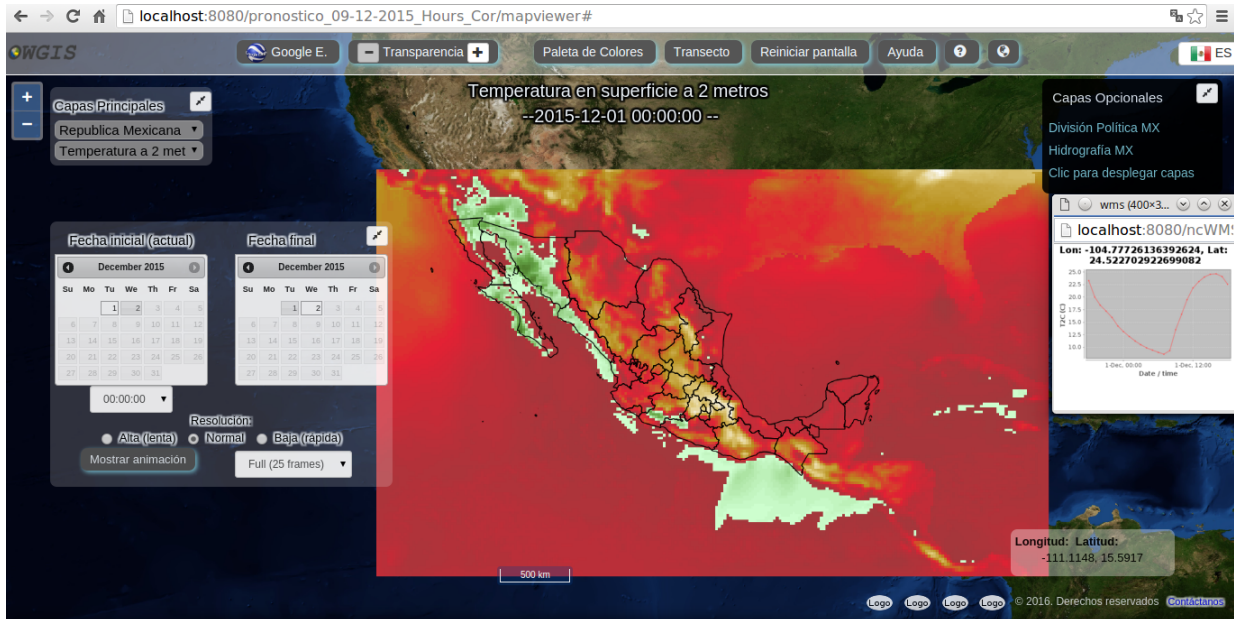 localhost:8080/pronostico_09-12-2015_Hours_Cor/mapviewer#
OWGIS
Google E.
Transparencia
Paleta de Colores
Transecto
Reiniciar pantalla
Ayuda
?
ES
+
−
Capas Principales
Republica Mexicana
Temperatura a 2 met
Temperatura en superficie a 2 metros
--2015-12-01 00:00:00 --
Capas Opcionales
División Política MX
Hidrografía MX
Clic para desplegar capas
wms (400×3...
localhost:8080/ncWMS
Lon: -104.77726136392624, Lat:
24.522702922699082
25.0
22.5
20.0
17.5
15.0
12.5
10.0
T2C (C)
1-Dec, 00:00 1-Dec, 12:00
Date / time
Fecha inicial (actual)
December 2015
Su Mo Tu We Th Fr Sa
1 2 3 4 5
6 7 8 9 10 11 12
13 14 15 16 17 18 19
20 21 22 23 24 25 26
27 28 29 30 31
00:00:00
Fecha final
December 2015
Su Mo Tu We Th Fr Sa
1 2 3 4 5
6 7 8 9 10 11 12
13 14 15 16 17 18 19
20 21 22 23 24 25 26
27 28 29 30 31
Resolución:
Alta (lenta) Normal Baja (rápida)
Mostrar animación
Full (25 frames)
500 km
Longitud: Latitud:
-111.1148, 15.5917
Logo Logo Logo Logo
© 2016. Derechos reservados Contáctanos